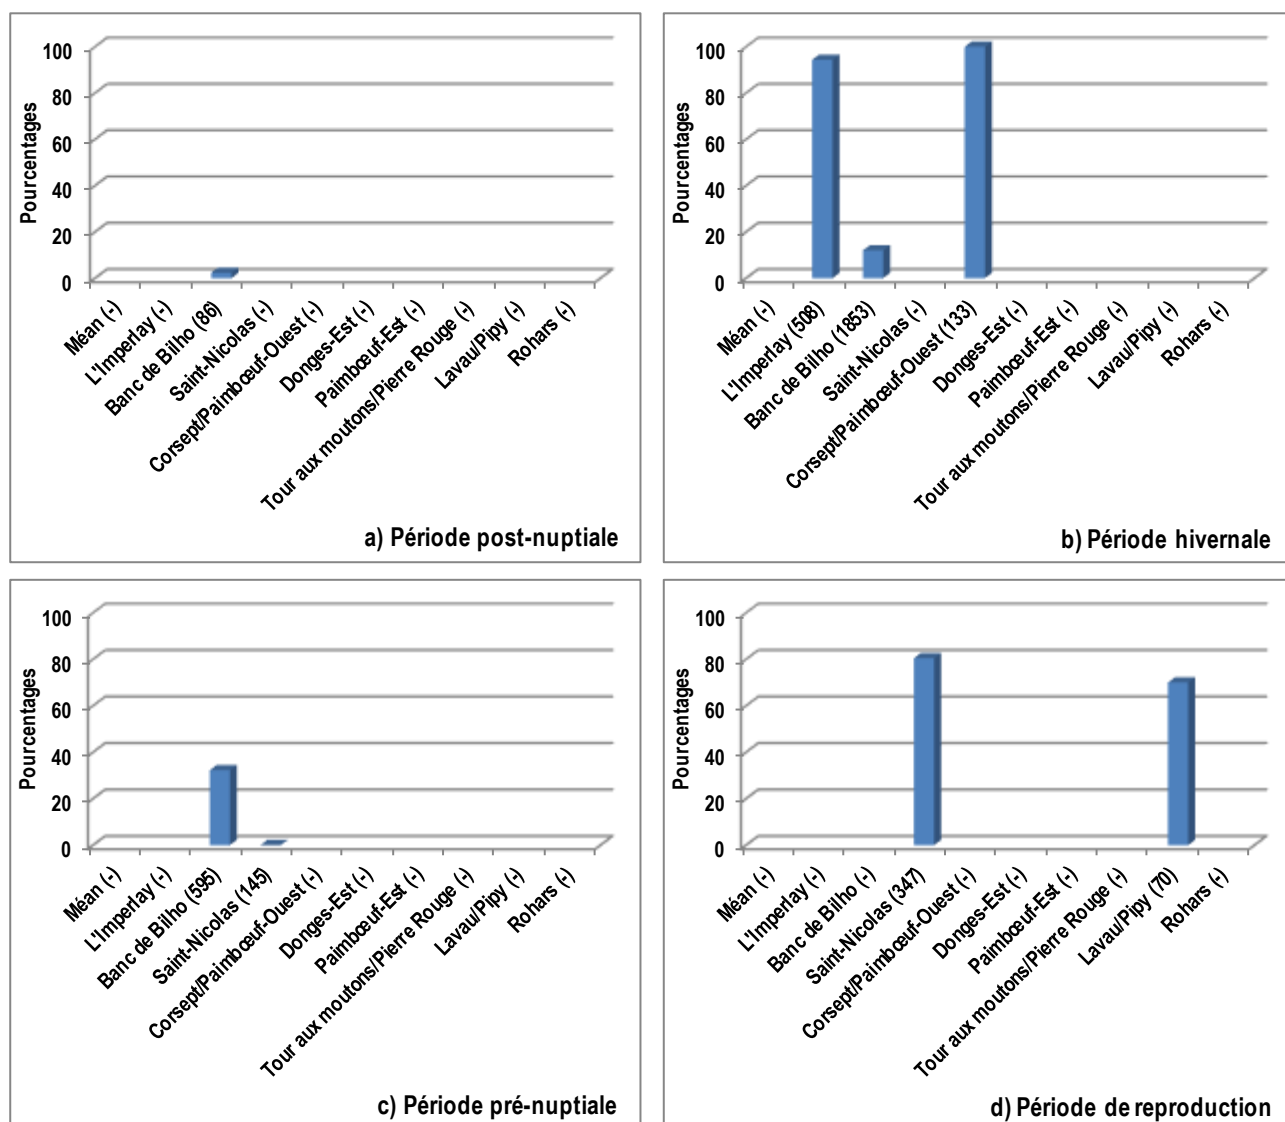 100
80
60
40
20
0
Pourcentages
Méan (-)
L'Imperlay (-)
Banc de Bilho (86)
Saint-Nicolas (-)
Corsept/Paimbœuf-Ouest (-)
Donges-Est (-)
Paimbœuf-Est (-)
Tour aux moutons/Pierre Rouge (-)
Lavau/Pipy (-)
Rohars (-)
a) Période post-nuptiale
100
80
60
40
20
0
Pourcentages
Méan (-)
L'Imperlay (508)
Banc de Bilho (1853)
Saint-Nicolas (-)
Corsept/Paimbœuf-Ouest (133)
Donges-Est (-)
Paimbœuf-Est (-)
Tour aux moutons/Pierre Rouge (-)
Lavau/Pipy (-)
Rohars (-)
b) Période hivernale
100
80
60
40
20
0
Pourcentages
Méan (-)
L'Imperlay (-)
Banc de Bilho (595)
Saint-Nicolas (145)
Corsept/Paimbœuf-Ouest (-)
Donges-Est (-)
Paimbœuf-Est (-)
Tour aux moutons/Pierre Rouge (-)
Lavau/Pipy (-)
Rohars (-)
c) Période pré-nuptiale
100
80
60
40
20
0
Pourcentages
Méan (-)
L'Imperlay (-)
Banc de Bilho (-)
Saint-Nicolas (347)
Corsept/Paimbœuf-Ouest (-)
Donges-Est (-)
Paimbœuf-Est (-)
Tour aux moutons/Pierre Rouge (-)
Lavau/Pipy (70)
Rohars (-)
d) Période de reproduction